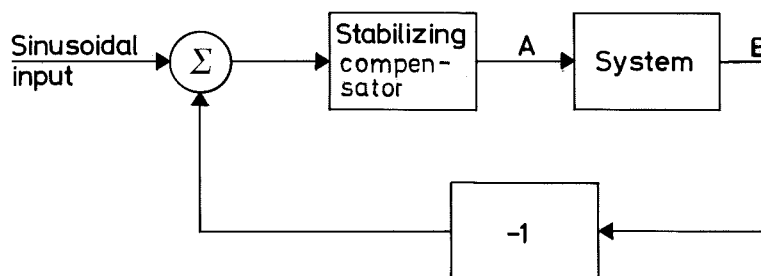 Sinusoidal
input
Σ
Stabilizing
compen-
sator
A
System
B
-1